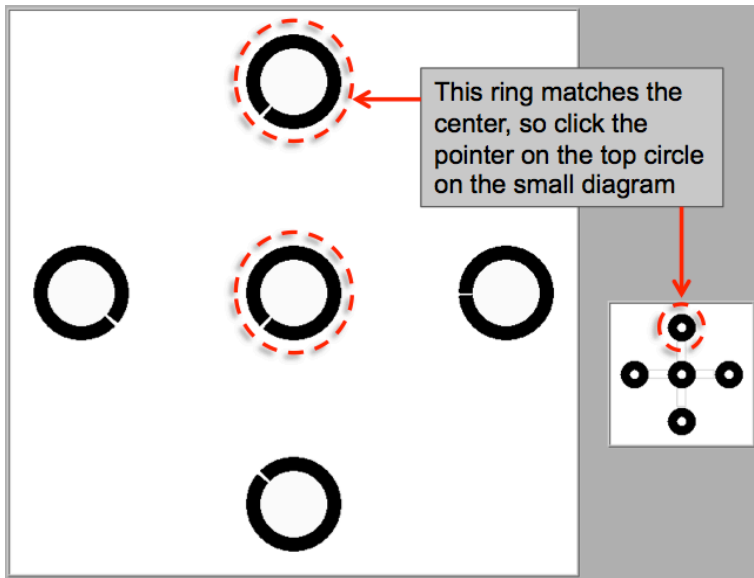 This ring matches the
center, so click the
pointer on the top circle
on the small diagram